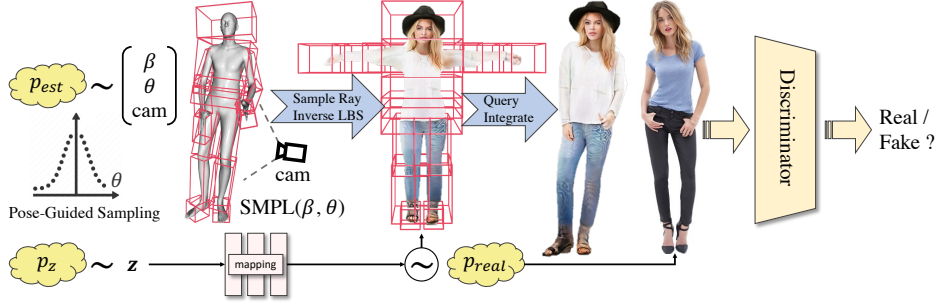 p_est ~ ( β θ cam )
θ
Pose-Guided Sampling
cam
SMPL(β, θ)
Sample Ray
Inverse LBS
Query
Integrate
Discriminator
Real /
Fake ?
p_z ~ z
mapping
~
p_real